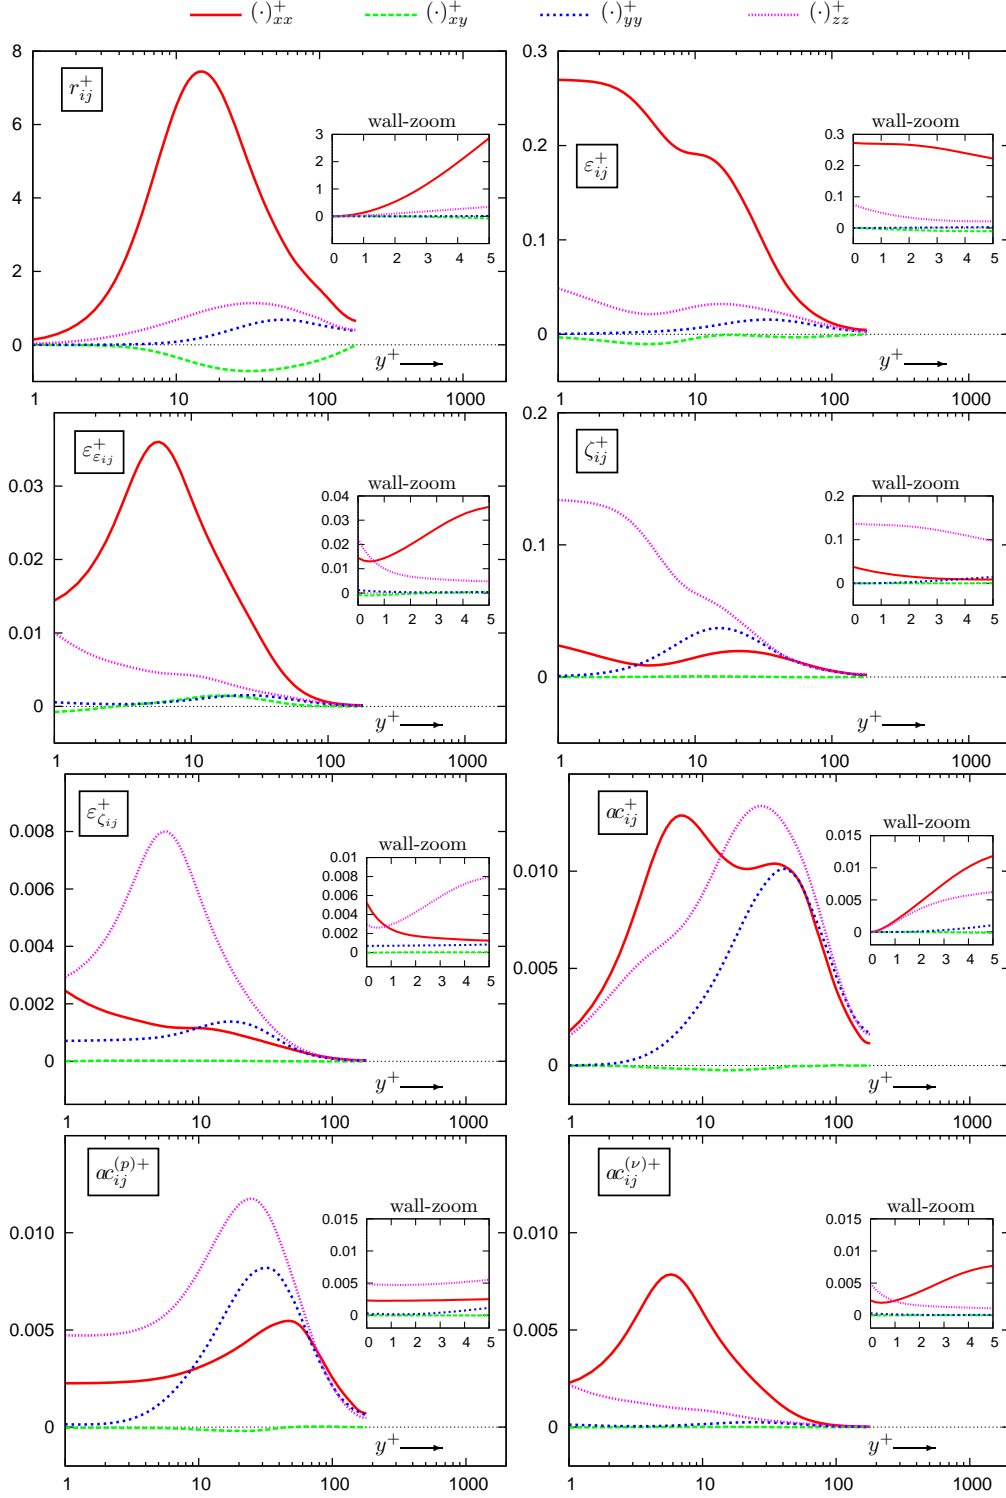 (·)⁺xx (·)⁺xy (·)⁺yy (·)⁺zz
r⁺ij
8
6
4
2
0
1 10 100 1000
y⁺
wall-zoom
3
2
1
0
0 1 2 3 4 5
ε⁺ij
0.3
0.2
0.1
0
1 10 100 1000
y⁺
wall-zoom
0.3
0.2
0.1
0
0 1 2 3 4 5
ε⁺εij
0.03
0.02
0.01
0
1 10 100 1000
y⁺
wall-zoom
0.04
0.03
0.02
0.01
0
0 1 2 3 4 5
ζ⁺ij
0.2
0.1
0
1 10 100 1000
y⁺
wall-zoom
0.2
0.1
0
0 1 2 3 4 5
ε⁺ζij
0.008
0.006
0.004
0.002
0
1 10 100 1000
y⁺
wall-zoom
0.01
0.008
0.006
0.004
0.002
0
0 1 2 3 4 5
ac⁺ij
0.010
0.005
0
1 10 100 1000
y⁺
wall-zoom
0.015
0.01
0.005
0
0 1 2 3 4 5
ac(p)+ij
0.010
0.005
0
1 10 100 1000
y⁺
wall-zoom
0.015
0.01
0.005
0
0 1 2 3 4 5
ac(ν)+ij
0.010
0.005
0
1 10 100 1000
y⁺
wall-zoom
0.015
0.01
0.005
0
0 1 2 3 4 5